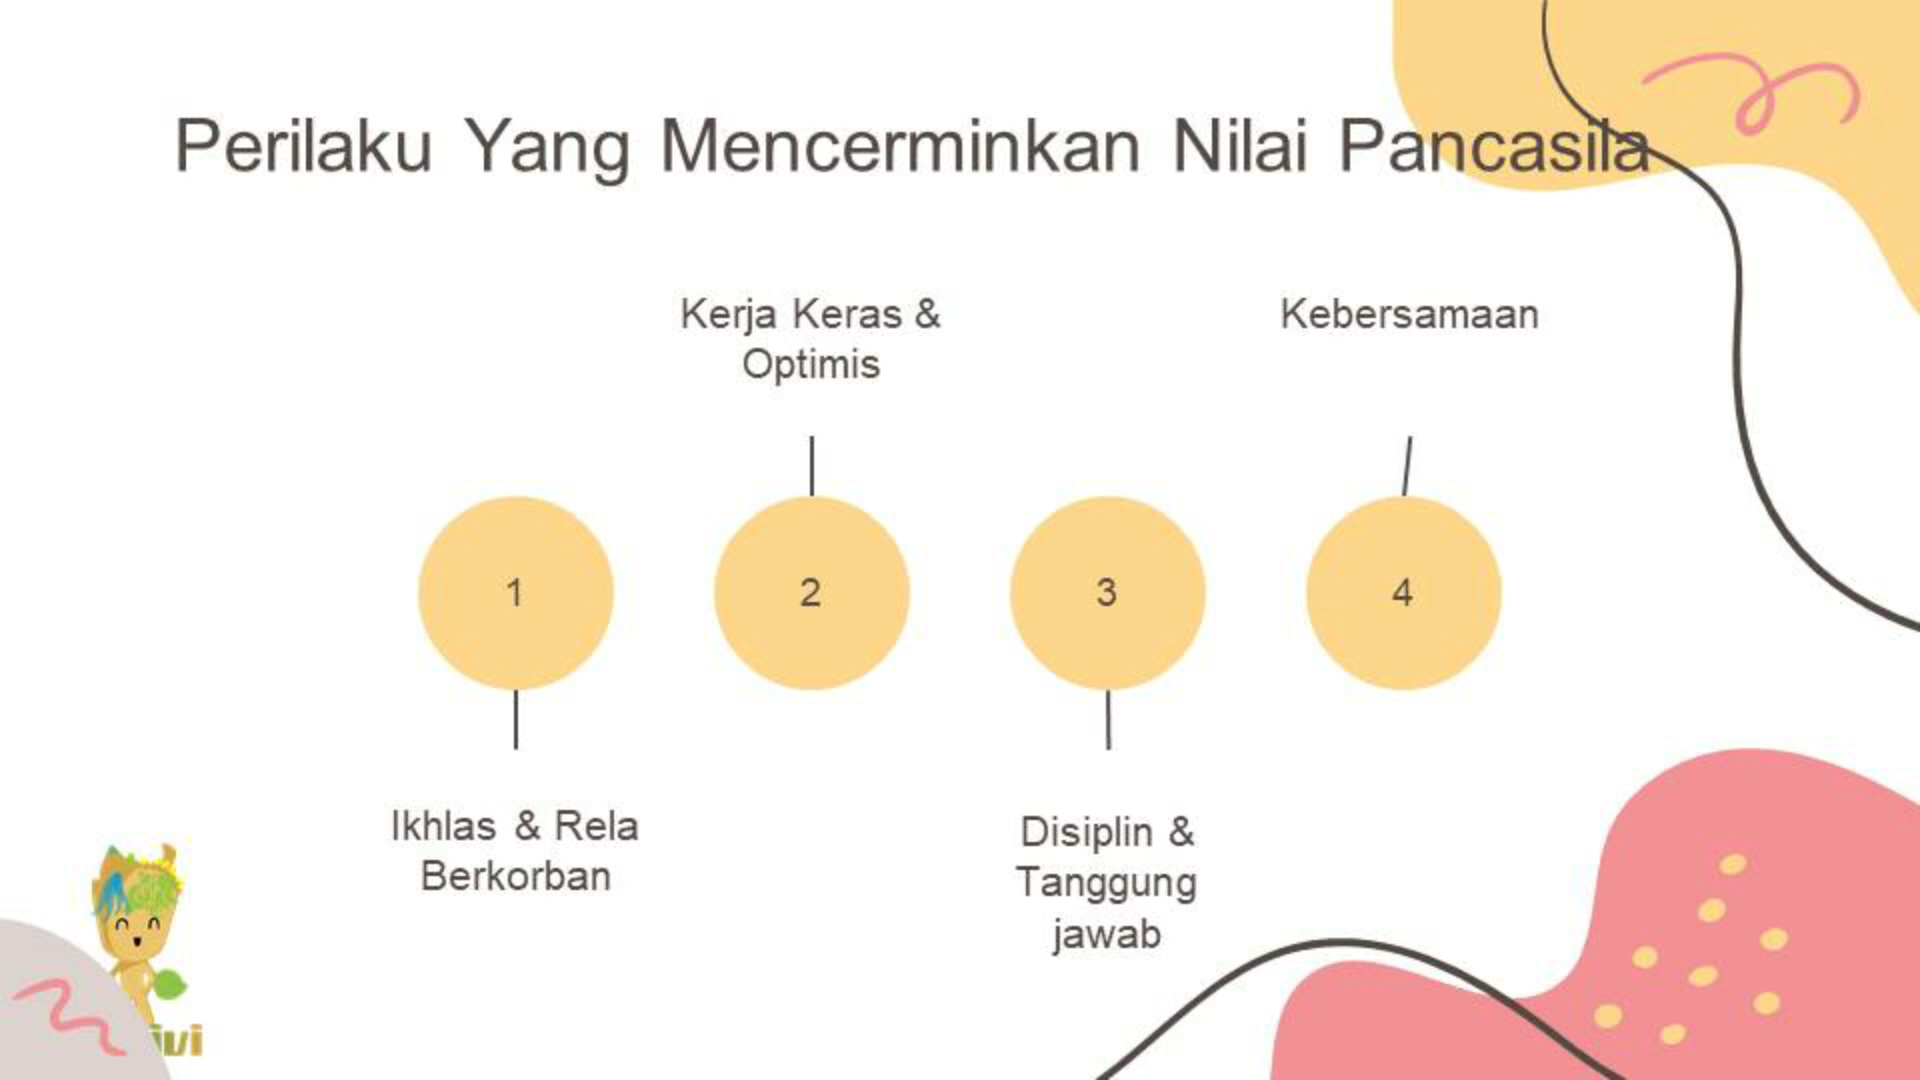 Perilaku Yang Mencerminkan Nilai Pancasila
Kerja Keras &
Optimis
Kebersamaan
1
2
3
4
Ikhlas & Rela
Berkorban
Disiplin &
Tanggung
jawab
ivi